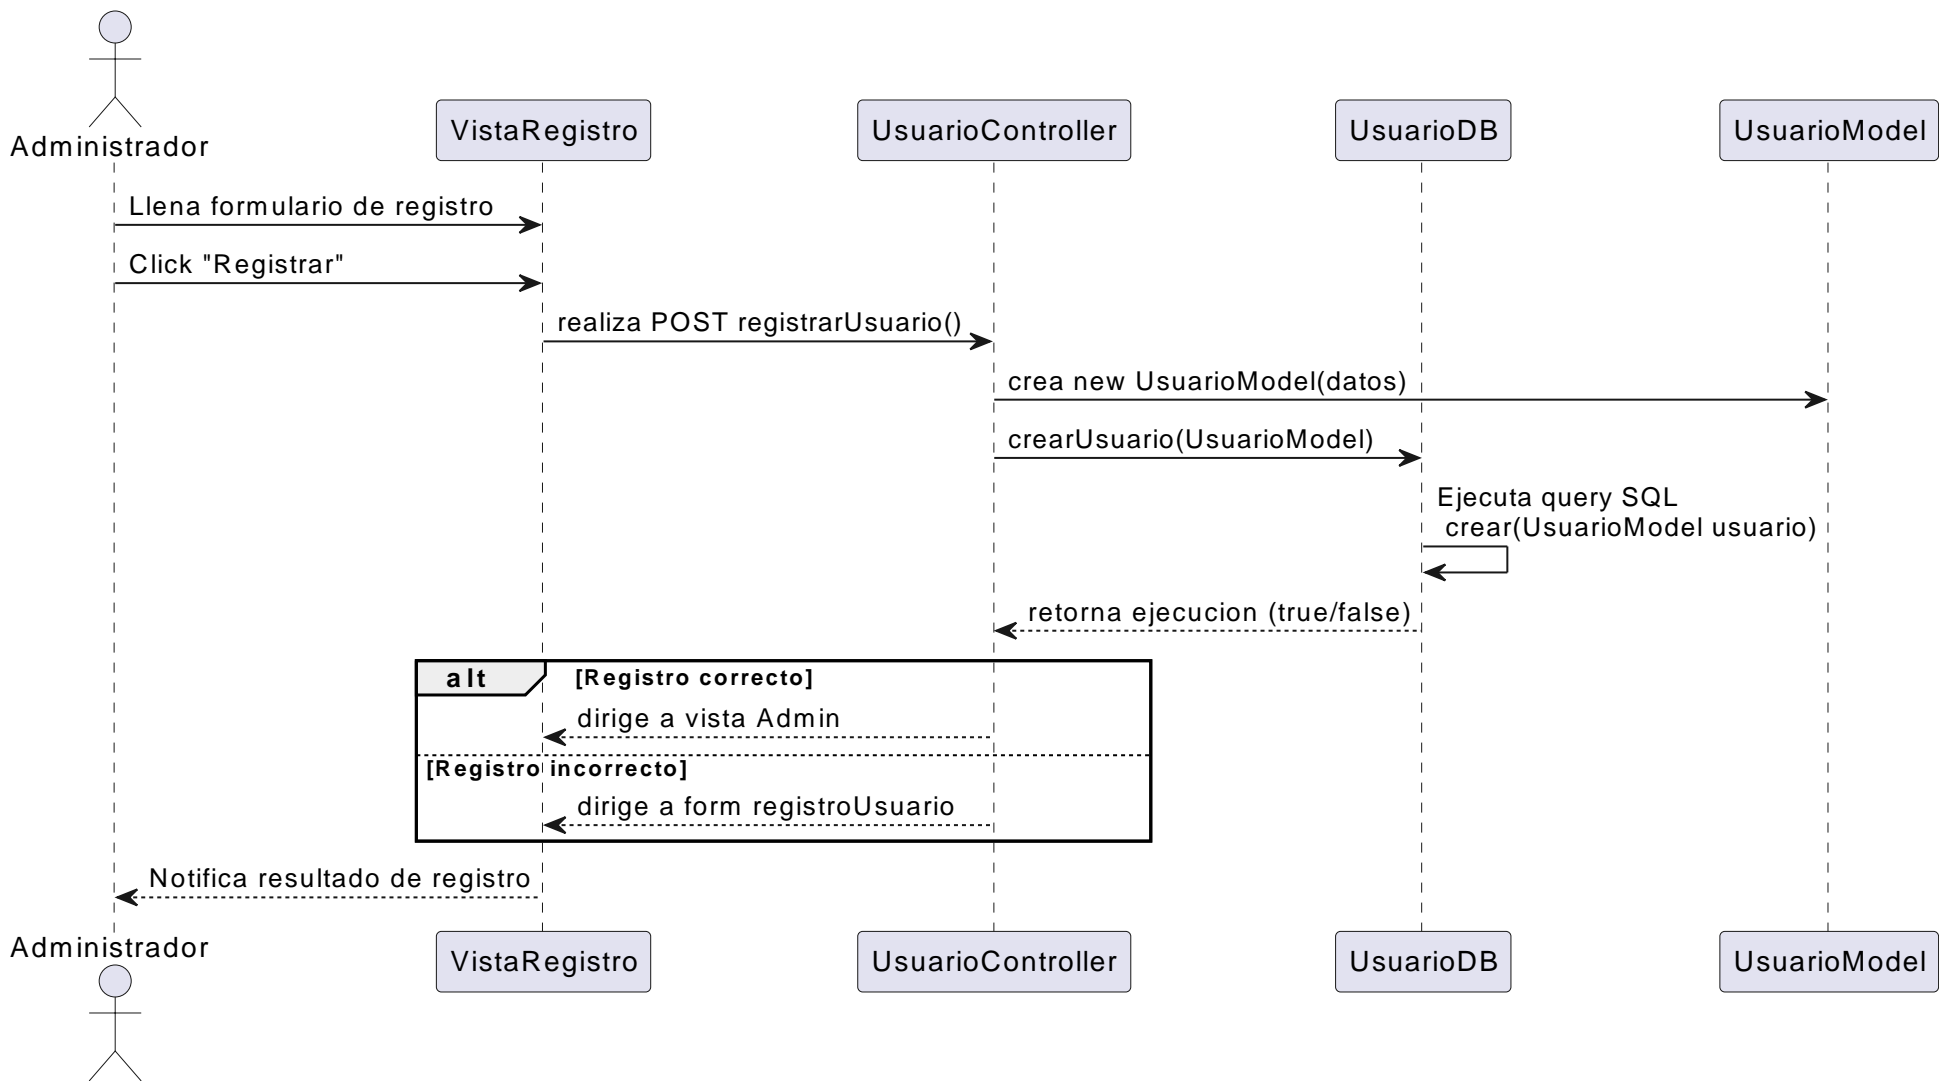 Administrador
VistaRegistro
UsuarioController
UsuarioDB
UsuarioModel
Llena formulario de registro
Click "Registrar"
realiza POST registrarUsuario()
crea new UsuarioModel(datos)
crearUsuario(UsuarioModel)
Ejecuta query SQL
crear(UsuarioModel usuario)
retorna ejecucion (true/false)
alt
[Registro correcto]
dirige a vista Admin
[Registro incorrecto]
dirige a form registroUsuario
Notifica resultado de registro
Administrador
VistaRegistro
UsuarioController
UsuarioDB
UsuarioModel